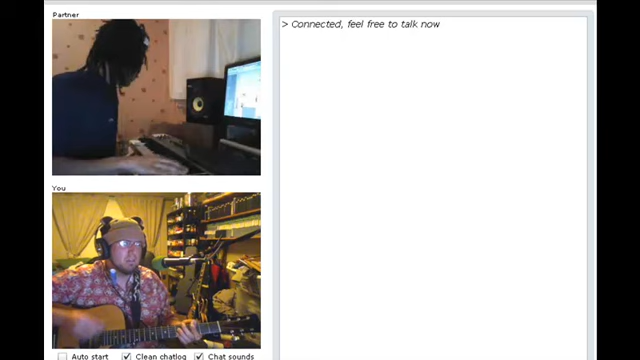 Partner
> Connected, feel free to talk now
You
Auto start
Clean chatlog
Chat sounds